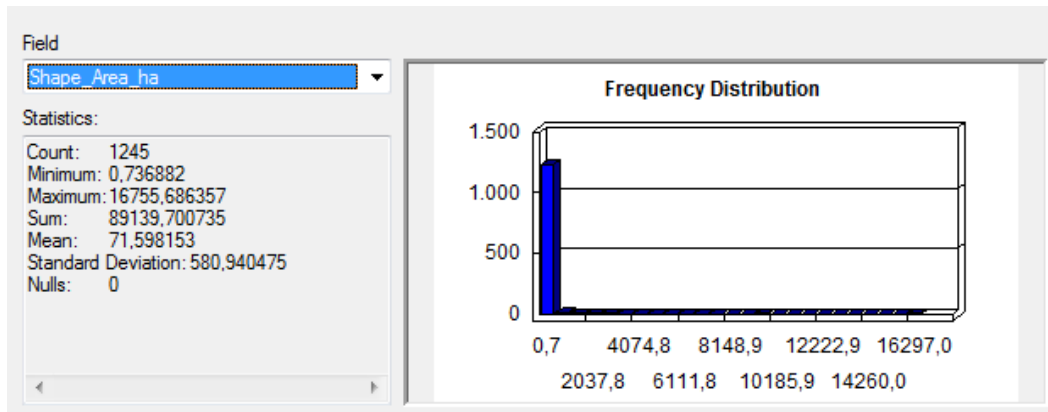 Field
Shape_Area_ha
Statistics:
Count: 1245
Minimum: 0,736882
Maximum: 16755,686357
Sum: 89139,700735
Mean: 71,598153
Standard Deviation: 580,940475
Nulls: 0
Frequency Distribution
1.500
1.000
500
0
0,7 4074,8 8148,9 12222,9 16297,0
2037,8 6111,8 10185,9 14260,0